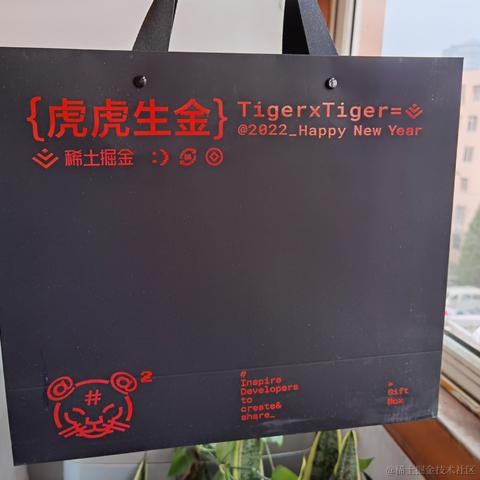 {虎虎生金}
TigerxTiger=
@2022_Happy New Year
稀土掘金 :)
@ # @ 2
#
Inspire
Developers
to
create&
share_
>
Gift
Box
@稀土掘金技术社区